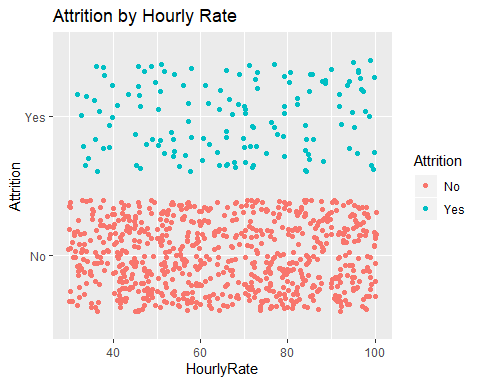 Attrition by Hourly Rate
Yes
No
Attrition
40
60
80
100
HourlyRate
Attrition
No
Yes